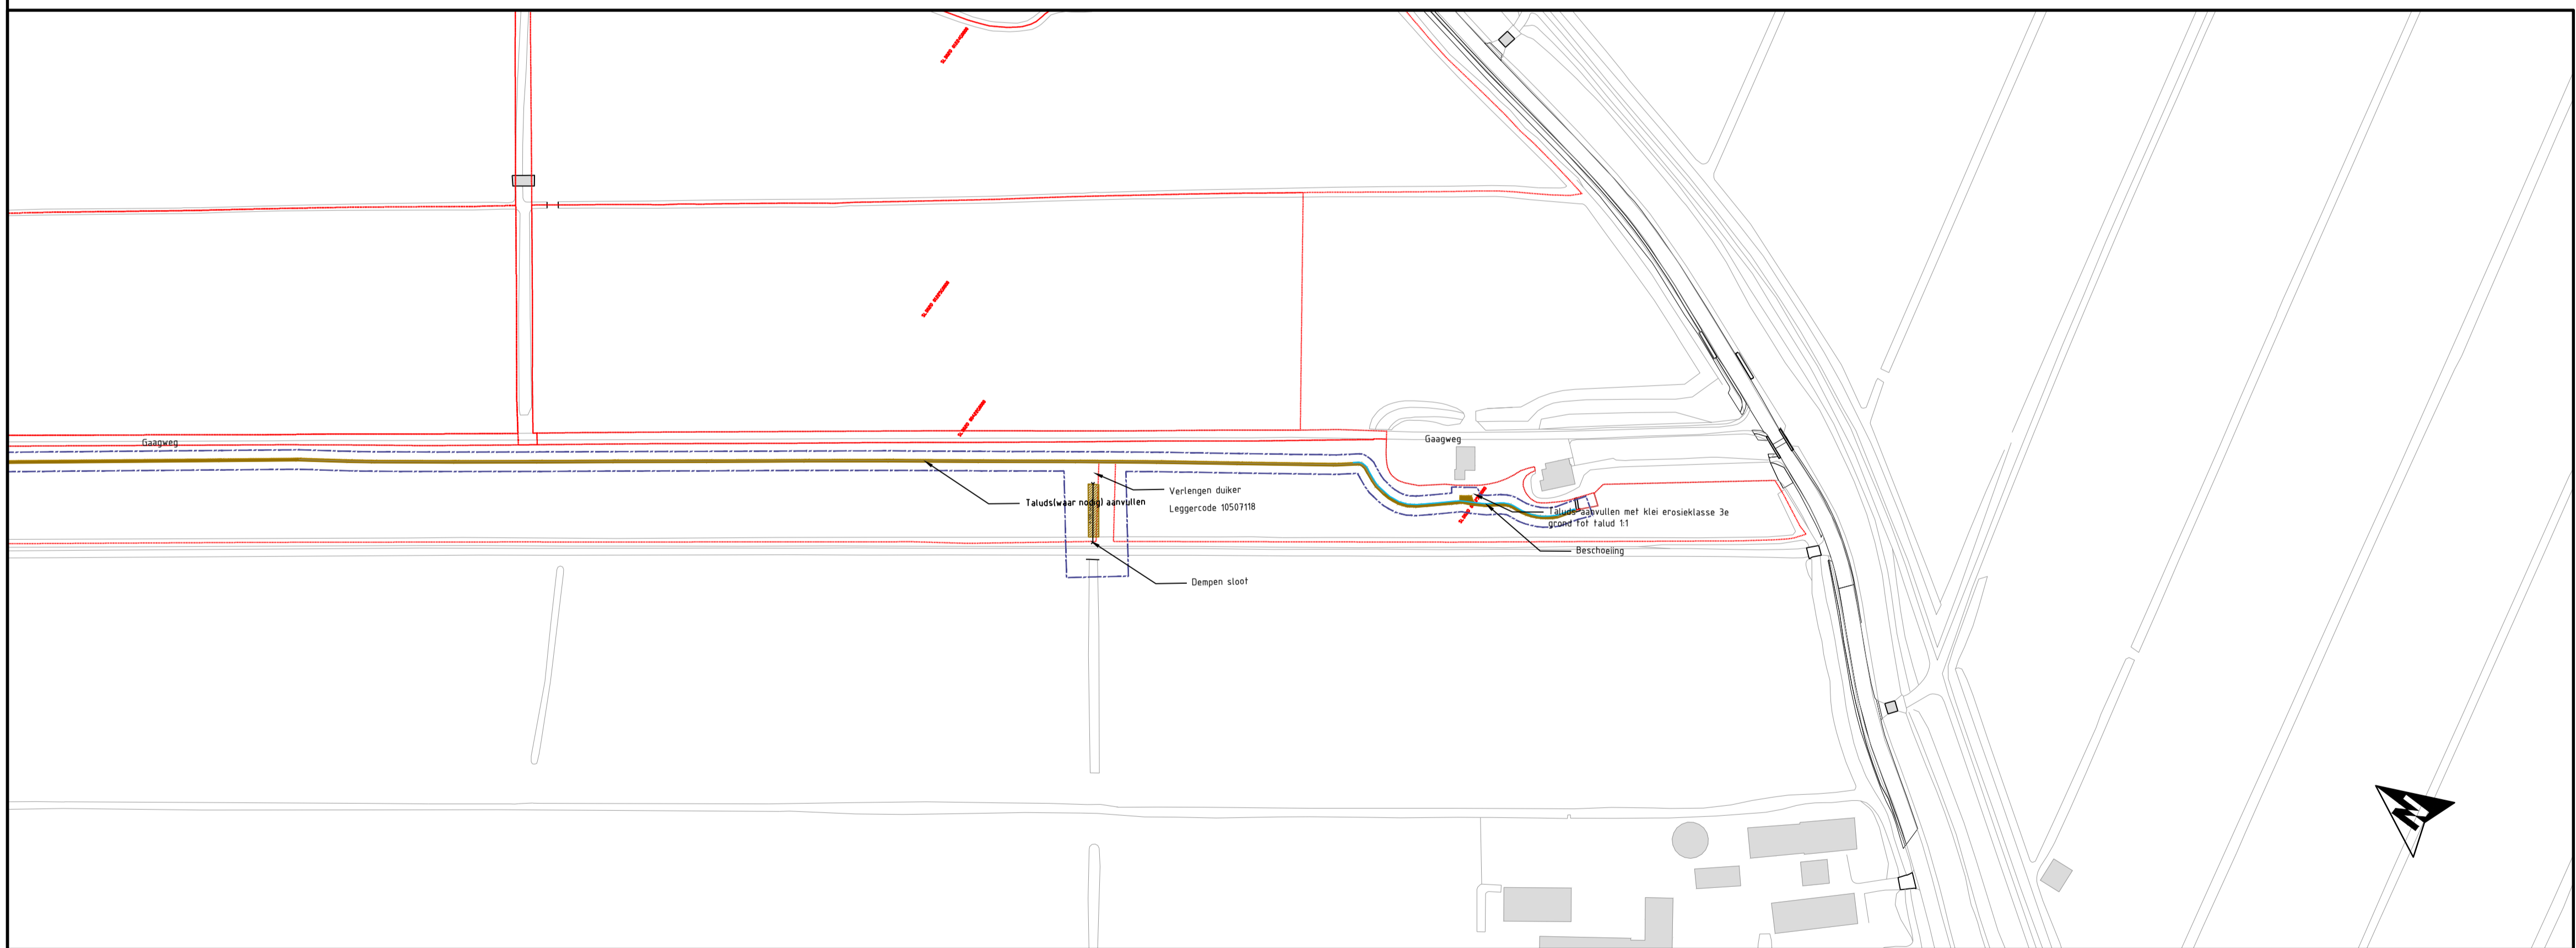 Gaagweg
Gaagweg
Taluds(waar nodig) aanvullen
Verlengen duiker
Leggercode 10507118
Taluds aanvullen met klei erosieklasse 3e
grond tot talud 1:1
Beschoeiing
Dempen sloot